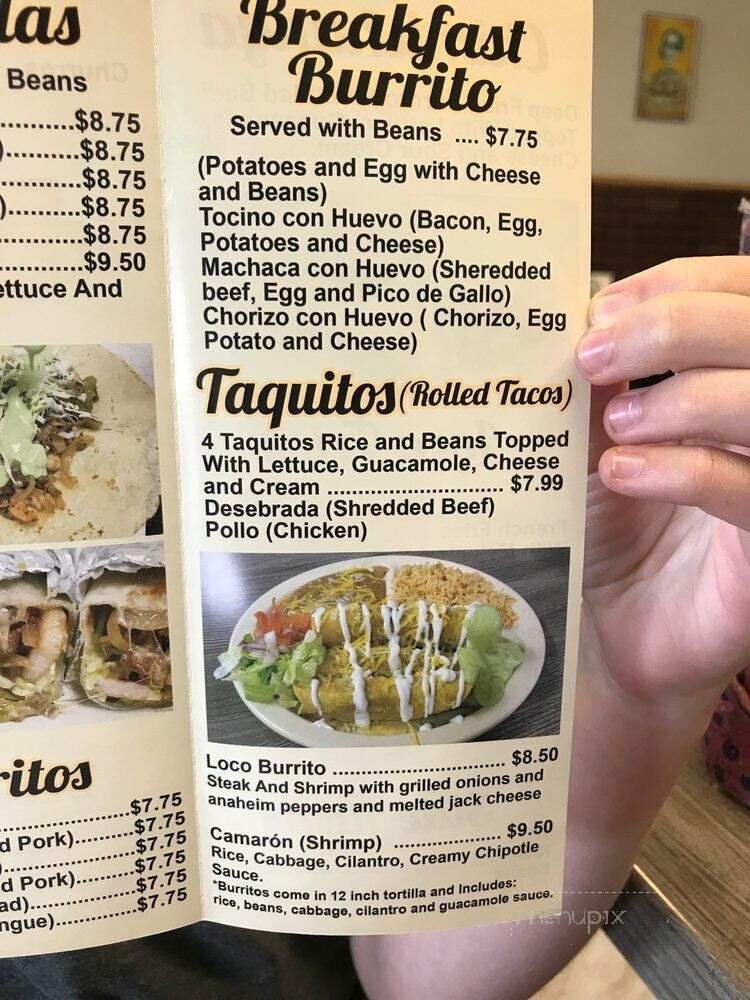 las
Beans
..........$8.75
)..........$8.75
..........$8.75
)..........$8.75
..........$8.75
..........$9.50
ettuce And
ritos
..........$7.75
d Pork)..........$7.75
)..........$7.75
d Pork)..........$7.75
ad)..........$7.75
ngue)..........$7.75
Breakfast
Burrito
Served with Beans .... $7.75
(Potatoes and Egg with Cheese
and Beans)
Tocino con Huevo (Bacon, Egg,
Potatoes and Cheese)
Machaca con Huevo (Sheredded
beef, Egg and Pico de Gallo)
Chorizo con Huevo ( Chorizo, Egg
Potato and Cheese)
Taquitos (Rolled Tacos)
4 Taquitos Rice and Beans Topped
With Lettuce, Guacamole, Cheese
and Cream .............................. $7.99
Desebrada (Shredded Beef)
Pollo (Chicken)
Loco Burrito .............................. $8.50
Steak And Shrimp with grilled onions and
anaheim peppers and melted jack cheese
Camarón (Shrimp) .................. $9.50
Rice, Cabbage, Cilantro, Creamy Chipotle
Sauce.
*Burritos come in 12 inch tortilla and Includes:
rice, beans, cabbage, cilantro and guacamole sauce.
menupix